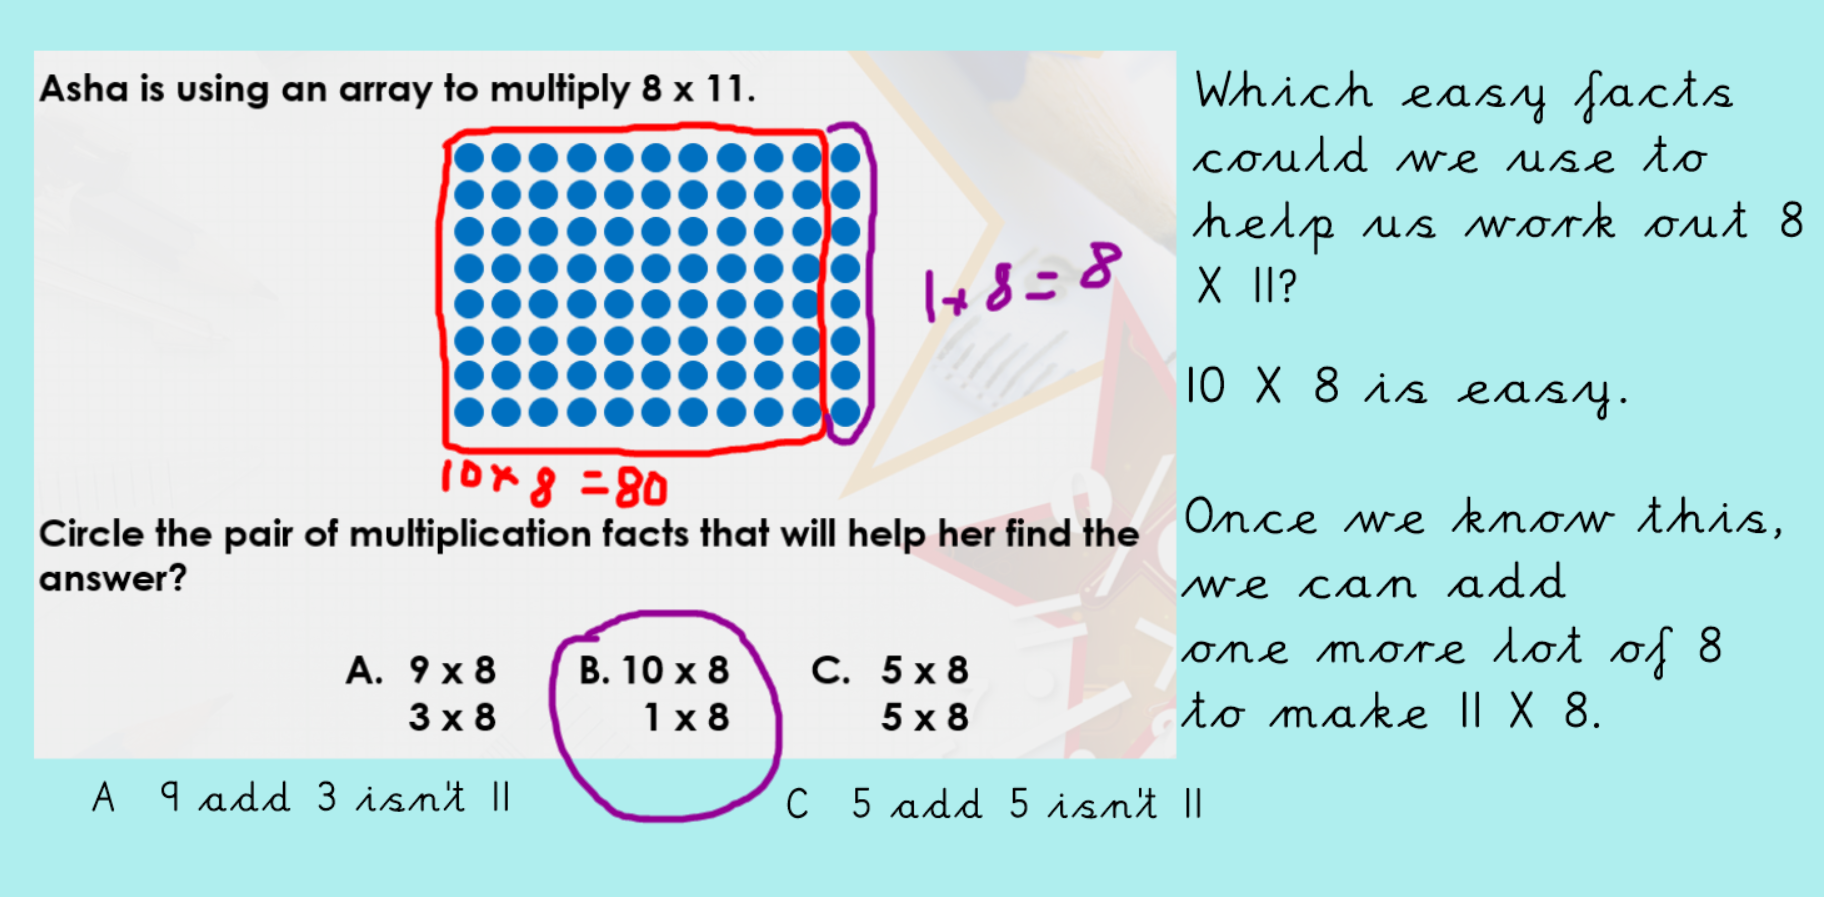 Asha is using an array to multiply 8 x 11.
1 x 8 = 8
10 x 8 = 80
Circle the pair of multiplication facts that will help her find the
answer?
A. 9 x 8
3 x 8
B. 10 x 8
1 x 8
C. 5 x 8
5 x 8
A 9 add 3 isn't 11
C 5 add 5 isn't 11
Which easy facts
could we use to
help us work out 8
X 11?
10 X 8 is easy.
Once we know this,
we can add
one more lot of 8
to make 11 X 8.